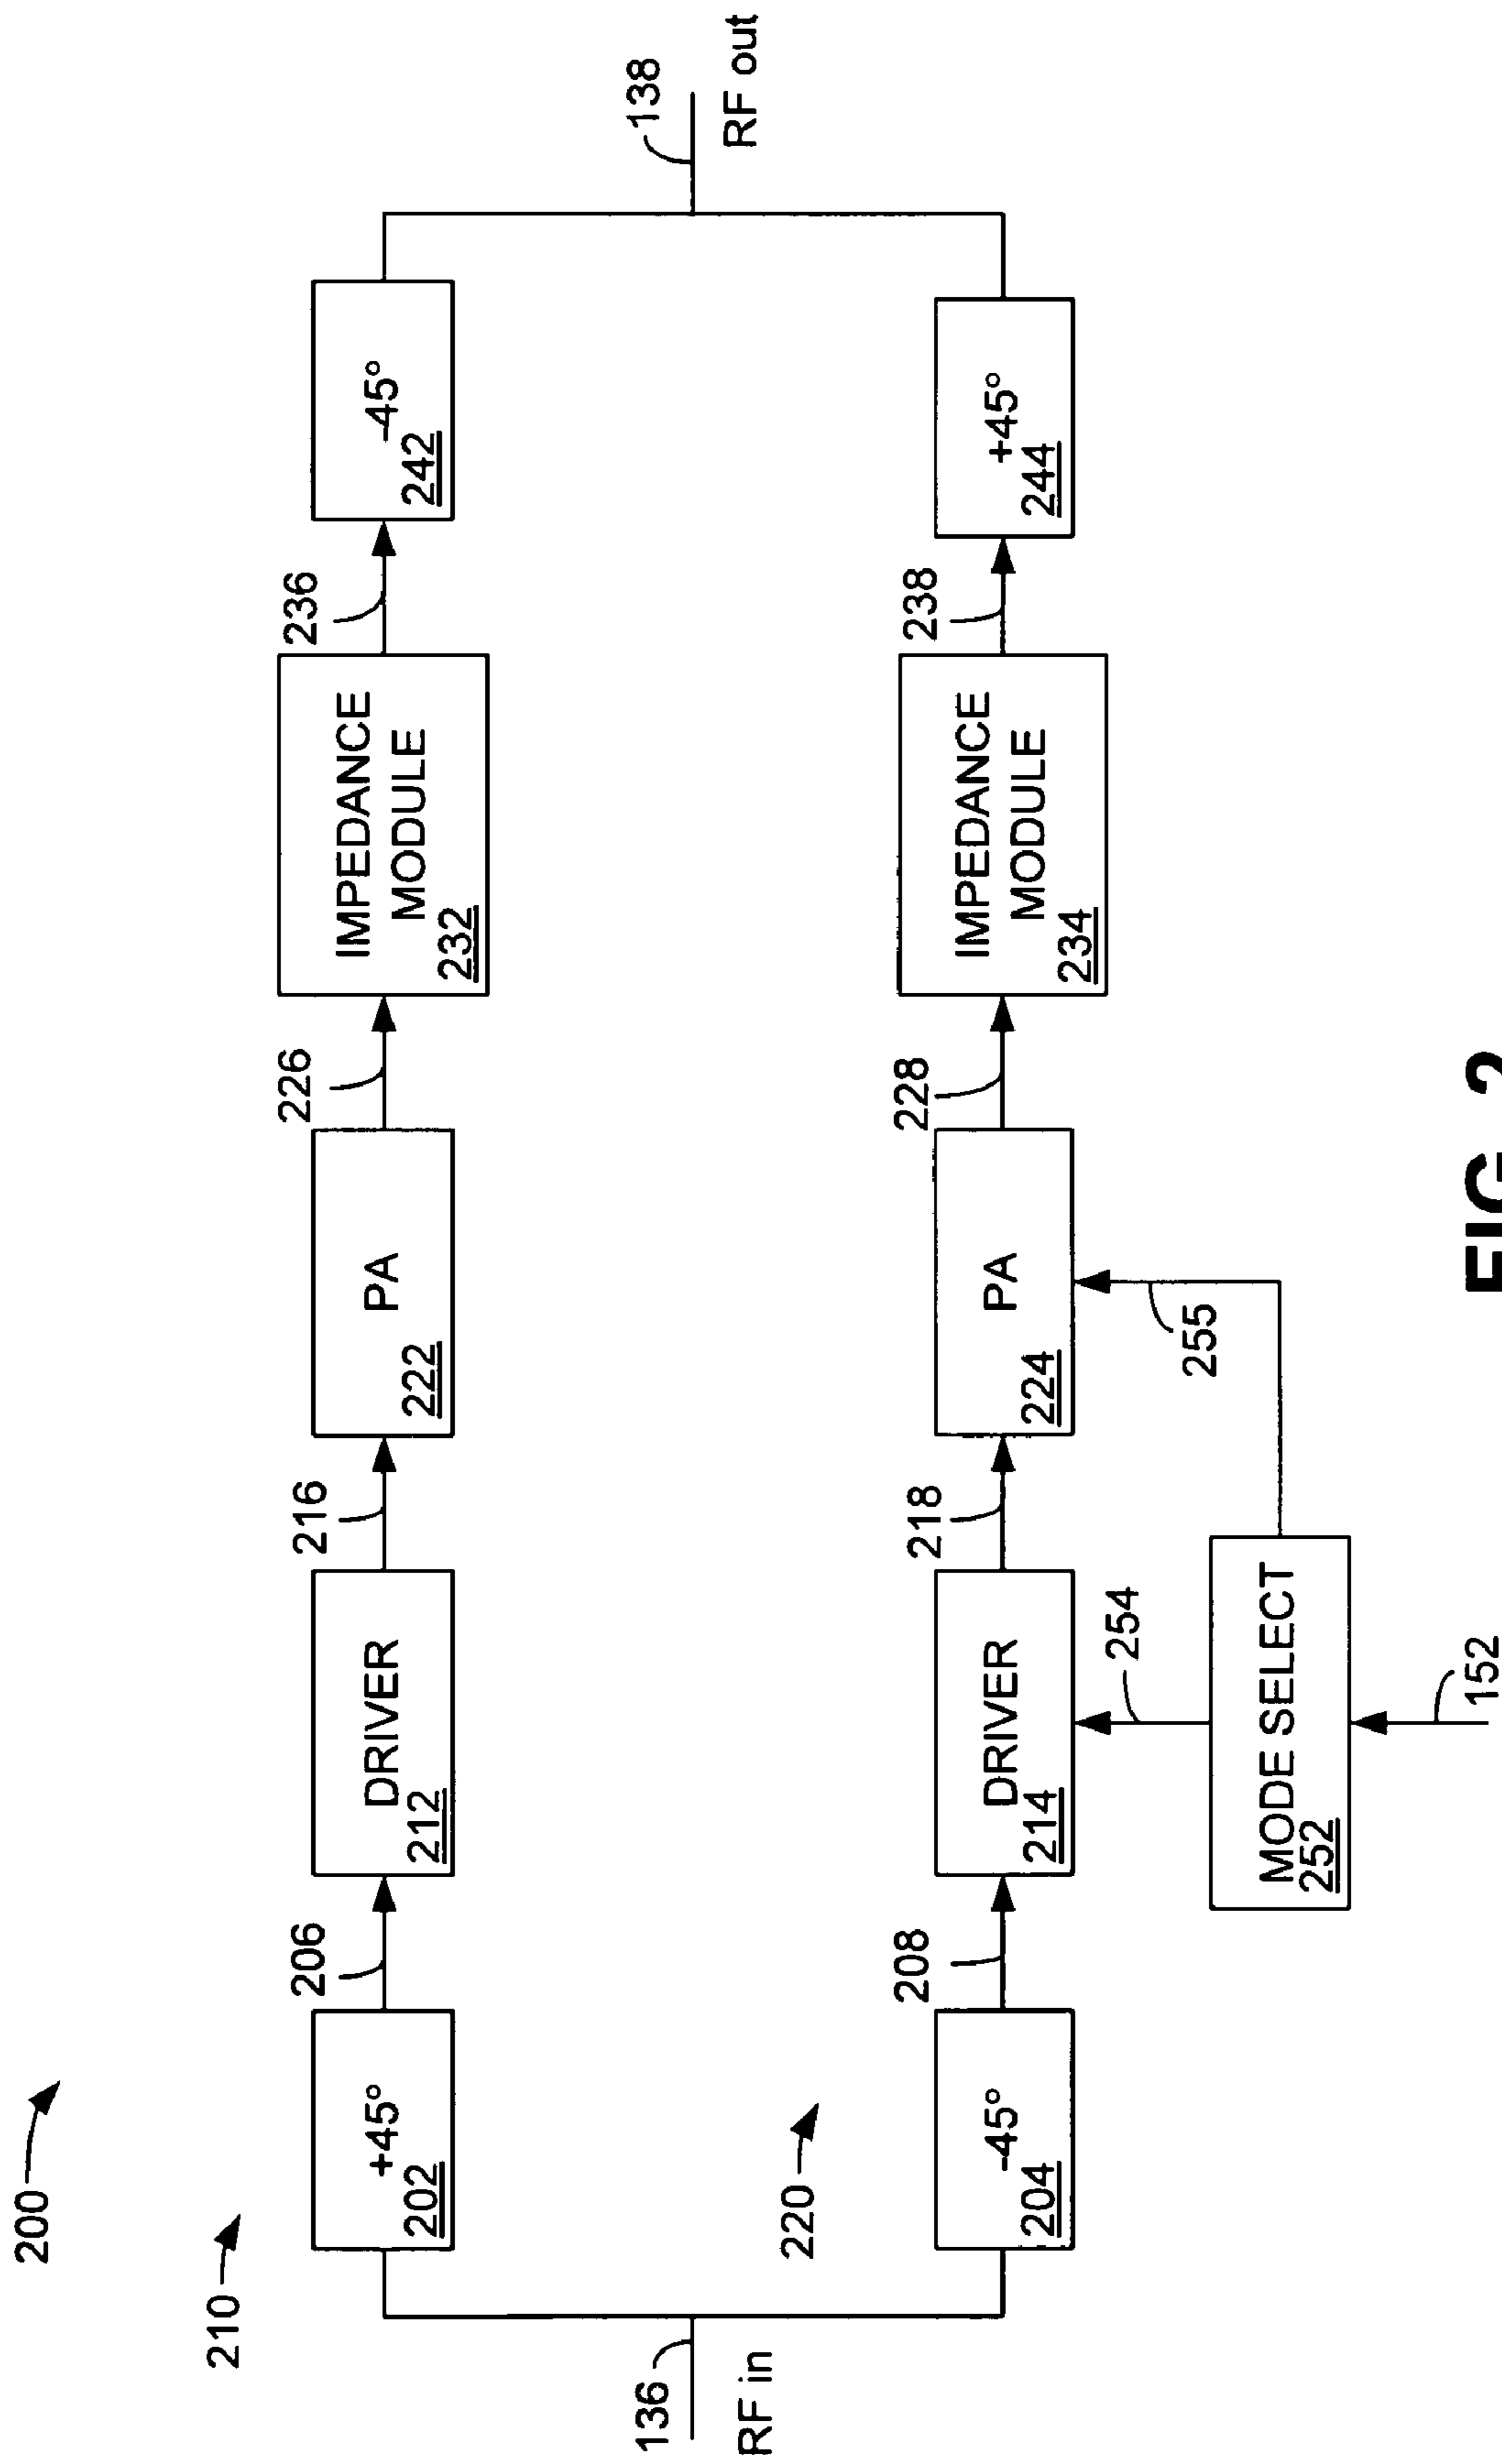 200
210
136
RF in
+45°
202
206
DRIVER
212
216
PA
222
226
IMPEDANCE
MODULE
232
236
-45°
242
138
RF out
220
-45°
204
208
DRIVER
214
218
PA
224
228
IMPEDANCE
MODULE
234
238
+45°
244
254
255
MODE SELECT
252
152
FIG. 2